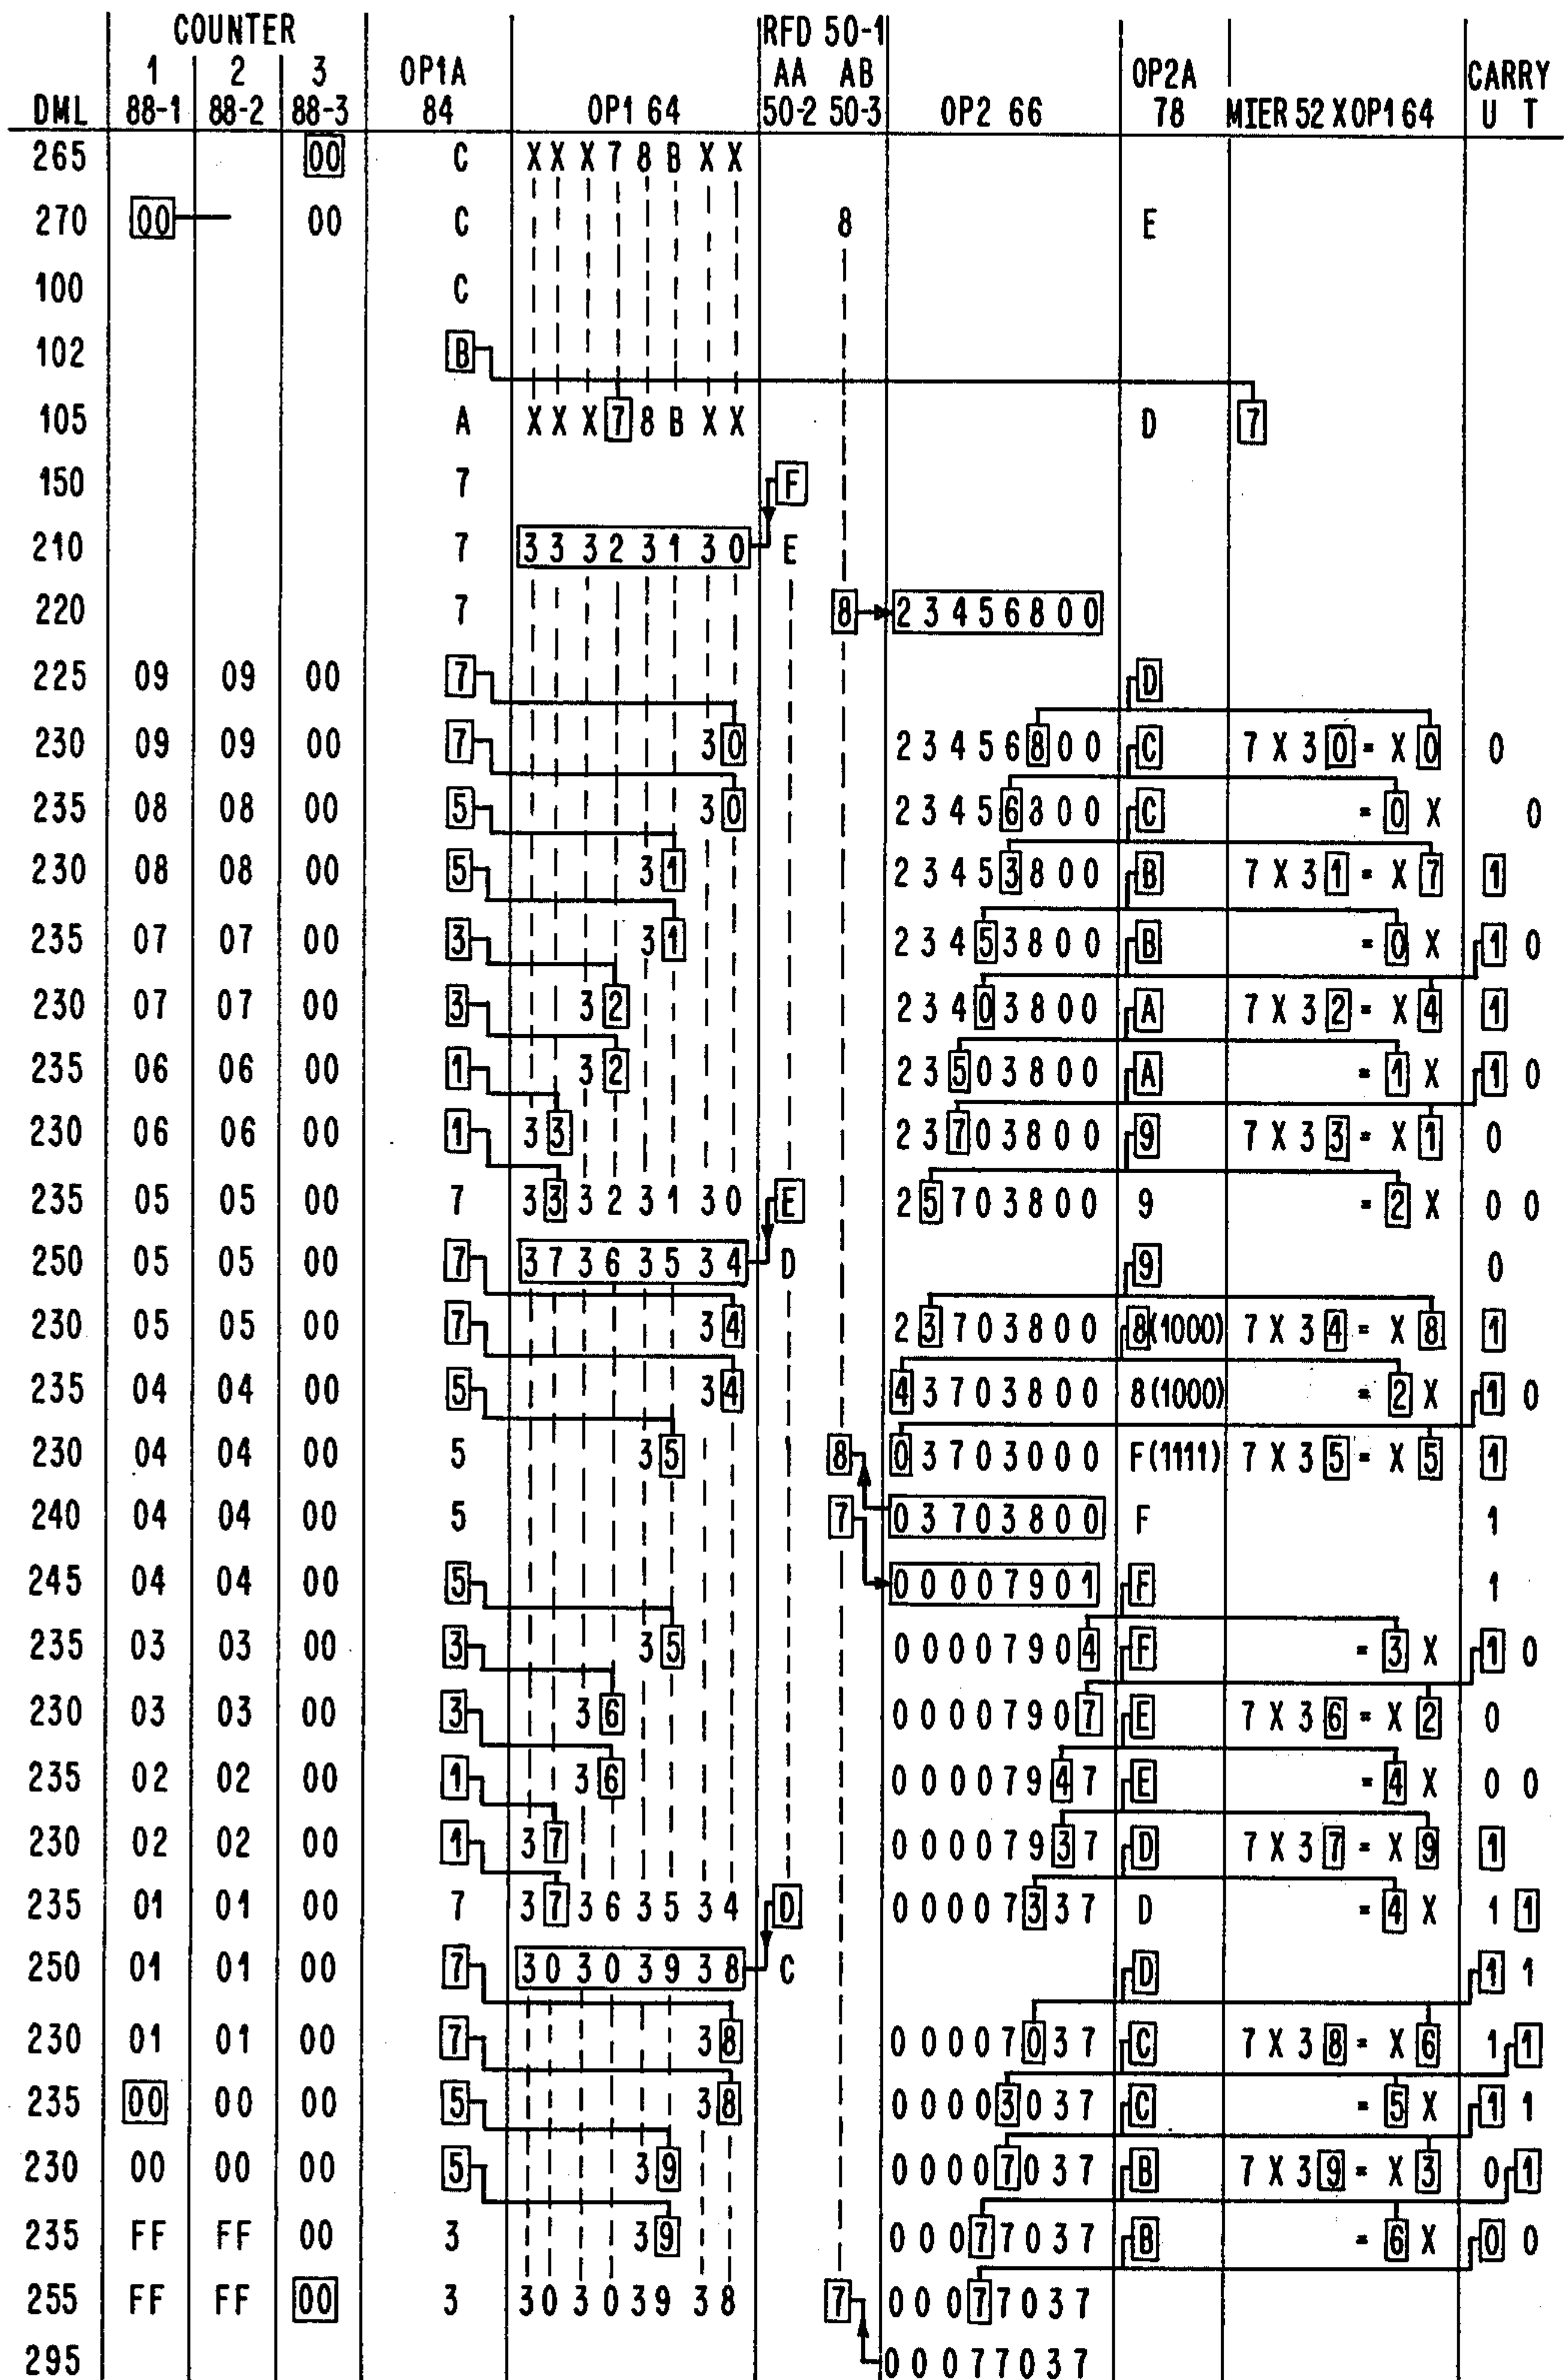 COUNTER RFD 50-1
1 2 3 OP1A AA AB OP2A CARRY
DML 88-1 88-2 88-3 84 OP1 64 50-2 50-3 OP2 66 78 MIER 52 X OP1 64 U T
265 00 C X X X 7 8 B X X
270 00 00 C 8 E
100 C
102 B
105 A X X X 7 8 B X X D 7
150 7 F
210 7 3 3 3 2 3 1 3 0 E
220 7 8 2 3 4 5 6 8 0 0
225 09 09 00 7 D
230 09 09 00 7 3 0 2 3 4 5 6 8 0 0 C 7 X 3 0 = X 0 0
235 08 08 00 5 3 0 2 3 4 5 6 8 0 0 C = 0 X 0
230 08 08 00 5 3 1 2 3 4 5 3 8 0 0 B 7 X 3 1 = X 7 1
235 07 07 00 3 3 1 2 3 4 5 3 8 0 0 B = 0 X 1 0
230 07 07 00 3 3 2 2 3 4 0 3 8 0 0 A 7 X 3 2 = X 4 1
235 06 06 00 1 3 2 2 3 5 0 3 8 0 0 A = 1 X 1 0
230 06 06 00 1 3 3 2 3 7 0 3 8 0 0 9 7 X 3 3 = X 1 0
235 05 05 00 7 3 3 3 2 3 1 3 0 E 2 5 7 0 3 8 0 0 9 = 2 X 0 0
250 05 05 00 7 3 7 3 6 3 5 3 4 D 9 0
230 05 05 00 7 3 4 2 3 7 0 3 8 0 0 8(1000) 7 X 3 4 = X 8 1
235 04 04 00 5 3 4 4 3 7 0 3 8 0 0 8(1000) = 2 X 1 0
230 04 04 00 5 3 5 8 0 3 7 0 3 0 0 0 F(1111) 7 X 3 5 = X 5 1
240 04 04 00 5 7 0 3 7 0 3 8 0 0 F 1
245 04 04 00 5 0 0 0 0 7 9 0 1 F 1
235 03 03 00 3 3 5 0 0 0 0 7 9 0 4 F = 3 X 1 0
230 03 03 00 3 3 6 0 0 0 0 7 9 0 7 E 7 X 3 6 = X 2 0
235 02 02 00 1 3 6 0 0 0 0 7 9 4 7 E = 4 X 0 0
230 02 02 00 1 3 7 0 0 0 0 7 9 3 7 D 7 X 3 7 = X 9 1
235 01 01 00 7 3 7 3 6 3 5 3 4 D 0 0 0 0 7 3 3 7 D = 4 X 1 1
250 01 01 00 7 3 0 3 0 3 9 3 8 C D 1 1
230 01 01 00 7 3 8 0 0 0 0 7 0 3 7 C 7 X 3 8 = X 6 1 1
235 00 00 00 5 3 8 0 0 0 0 3 0 3 7 C = 5 X 1 1
230 00 00 00 5 3 9 0 0 0 0 7 0 3 7 B 7 X 3 9 = X 3 0 1
235 FF FF 00 3 3 9 0 0 0 7 7 0 3 7 B = 6 X 0 0
255 FF FF 00 3 3 0 3 0 3 9 3 8 7 0 0 0 7 7 0 3 7
295 0 0 0 7 7 0 3 7